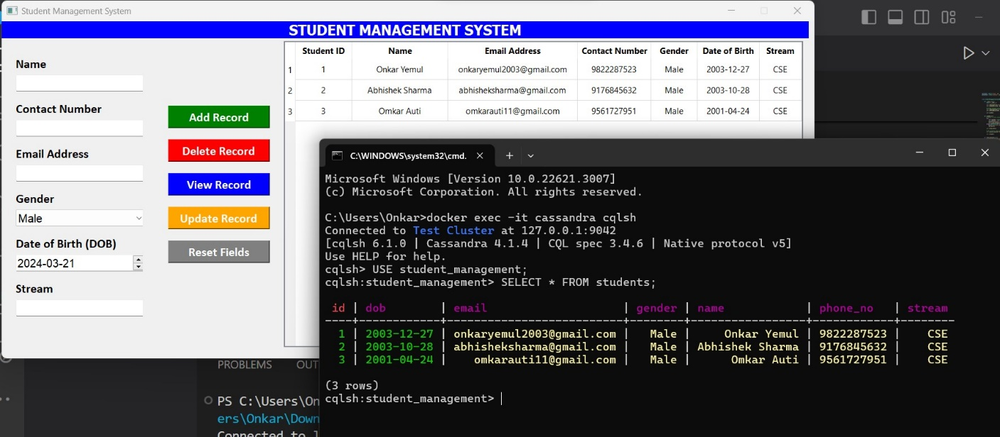 Student Management System
STUDENT MANAGEMENT SYSTEM
Name
Contact Number
Email Address
Gender
Male
Date of Birth (DOB)
2024-03-21
Stream
Add Record
Delete Record
View Record
Update Record
Reset Fields
Student ID Name Email Address Contact Number Gender Date of Birth Stream
1 1 Onkar Yemul onkaryemul2003@gmail.com 9822287523 Male 2003-12-27 CSE
2 2 Abhishek Sharma abhisheksharma@gmail.com 9176845632 Male 2003-10-28 CSE
3 3 Omkar Auti omkarauti11@gmail.com 9561727951 Male 2001-04-24 CSE
C:\WINDOWS\system32\cmd.
Microsoft Windows [Version 10.0.22621.3007]
(c) Microsoft Corporation. All rights reserved.
C:\Users\Onkar>docker exec -it cassandra cqlsh
Connected to Test Cluster at 127.0.0.1:9042
[cqlsh 6.1.0 | Cassandra 4.1.4 | CQL spec 3.4.6 | Native protocol v5]
Use HELP for help.
cqlsh> USE student_management;
cqlsh:student_management> SELECT * FROM students;
id | dob | email | gender | name | phone_no | stream
----+------------+--------------------------+--------+-----------------+------------+--------
1 | 2003-12-27 | onkaryemul2003@gmail.com | Male | Onkar Yemul | 9822287523 | CSE
2 | 2003-10-28 | abhisheksharma@gmail.com | Male | Abhishek Sharma | 9176845632 | CSE
3 | 2001-04-24 | omkarauti11@gmail.com | Male | Omkar Auti | 9561727951 | CSE
(3 rows)
cqlsh:student_management>
PROBLEMS OUT
PS C:\Users\On
ers\Onkar\Down
Connected to